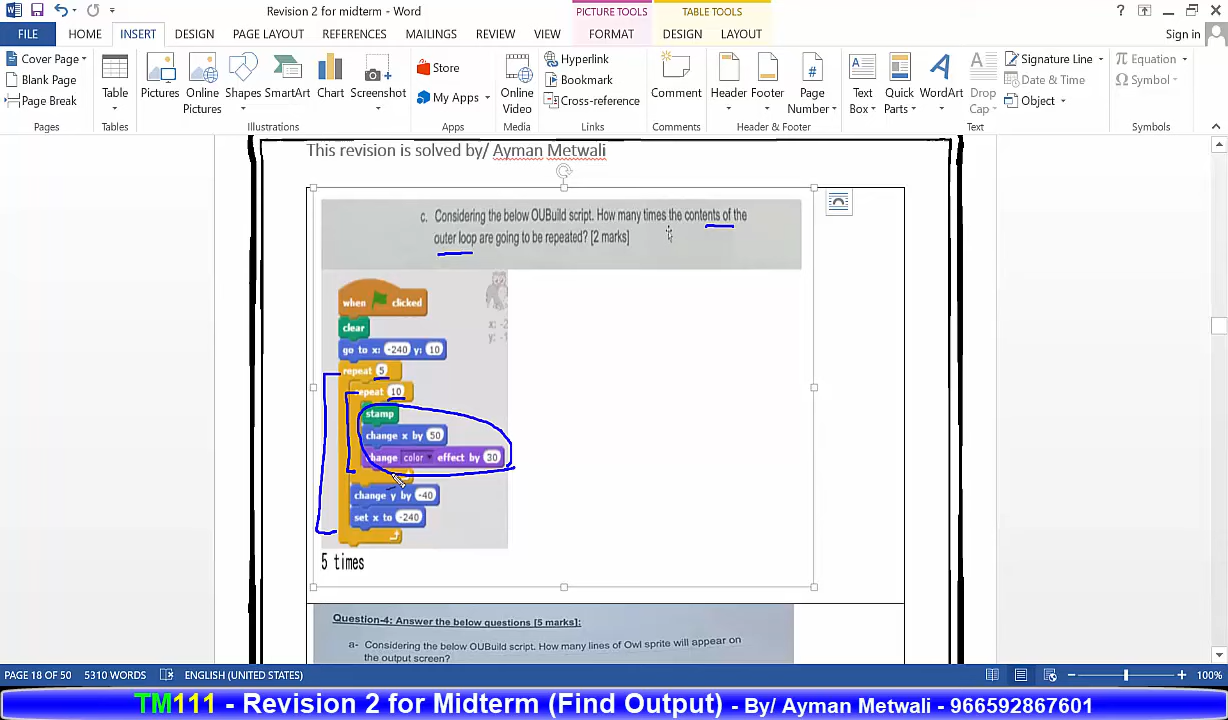 Revision 2 for midterm - Word
PICTURE TOOLS
TABLE TOOLS
FILE
HOME
INSERT
DESIGN
PAGE LAYOUT
REFERENCES
MAILINGS
REVIEW
VIEW
FORMAT
DESIGN
LAYOUT
Sign in
Cover Page
Blank Page
Page Break
Pages
Table
Tables
Pictures
Online Pictures
Shapes
SmartArt
Chart
Screenshot
Illustrations
Store
My Apps
Apps
Online Video
Media
Hyperlink
Bookmark
Cross-reference
Links
Comment
Comments
Header
Footer
Page Number
Header & Footer
Text Box
Quick Parts
WordArt
Drop Cap
Signature Line
Date & Time
Object
Text
Equation
Symbol
Symbols
This revision is solved by/ Ayman Metwali
c. Considering the below OUBuild script. How many times the contents of the
outer loop are going to be repeated? [2 marks]
when clicked
clear
go to x: -240 y: 10
repeat 5
repeat 10
stamp
change x by 50
change color effect by 30
change y by -40
set x to -240
x: -2
y: -1
5 times
Question-4: Answer the below questions [5 marks]:
a- Considering the below OUBuild script. How many lines of Owl sprite will appear on
the output screen?
PAGE 18 OF 50
5310 WORDS
ENGLISH (UNITED STATES)
100%
TM111 - Revision 2 for Midterm (Find Output) - By/ Ayman Metwali - 966592867601